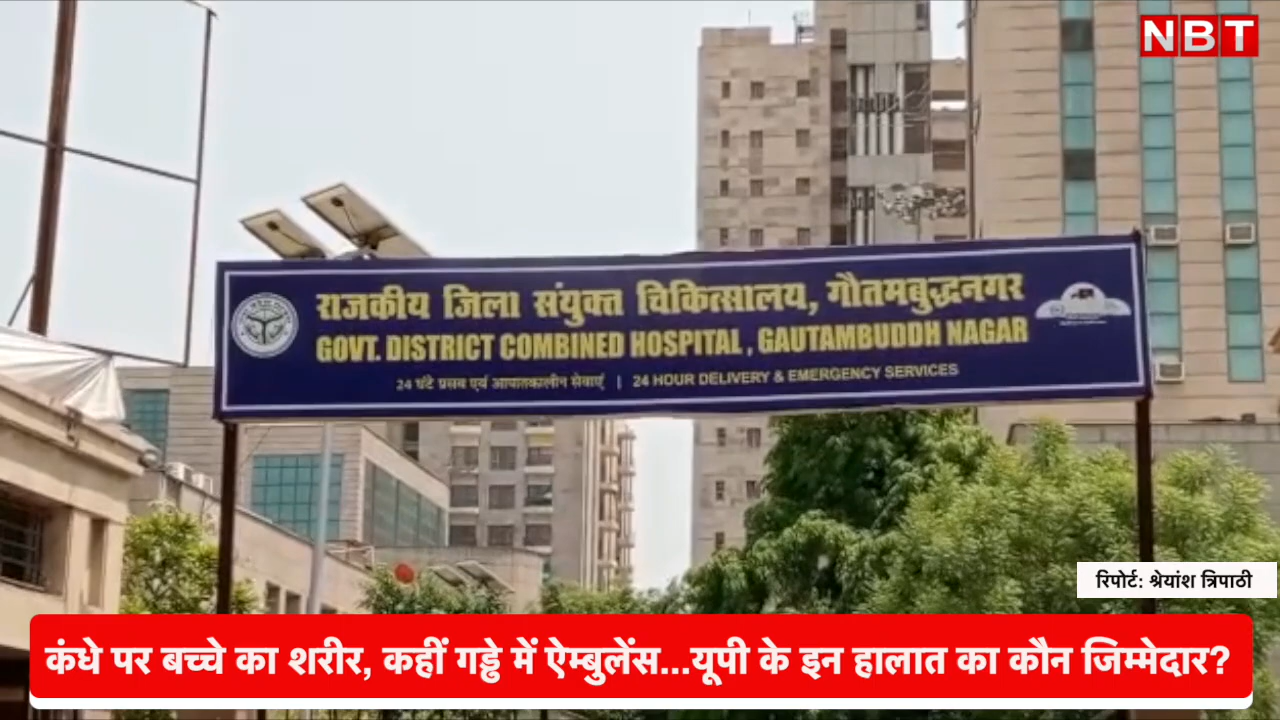 NBT
राजकीय जिला संयुक्त चिकित्सालय, गौतमबुद्धनगर
GOVT. DISTRICT COMBINED HOSPITAL, GAUTAMBUDDH NAGAR
24 घंटे प्रसव एवं आपातकालीन सेवाएं | 24 HOUR DELIVERY & EMERGENCY SERVICES
रिपोर्ट: श्रेयांश त्रिपाठी
कंधे पर बच्चे का शरीर, कहीं गड्ढे में ऐम्बुलेंस...यूपी के इन हालात का कौन जिम्मेदार?